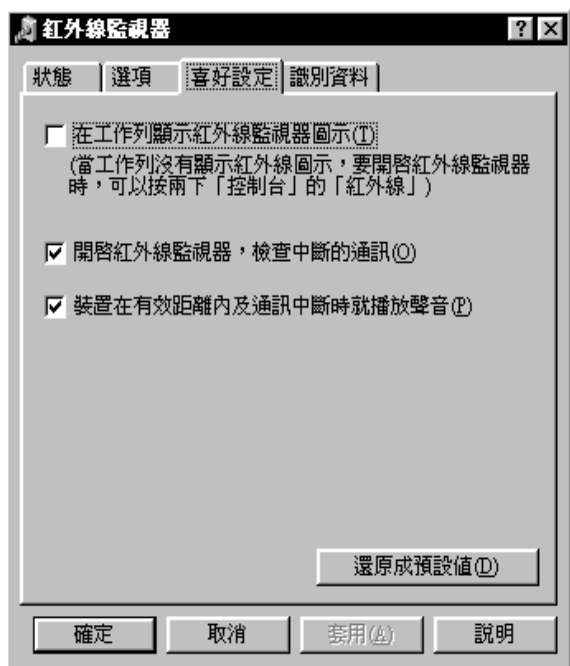 紅外線監視器
狀態 選項 喜好設定 識別資料
在工作列顯示紅外線監視器圖示(T)
(當工作列沒有顯示紅外線圖示，要開啓紅外線監視器
時，可以按兩下「控制台」的「紅外線」)
開啓紅外線監視器，檢查中斷的通訊(O)
裝置在有效距離內及通訊中斷時就播放聲音(P)
還原成預設值(D)
確定 取消 套用(A) 說明